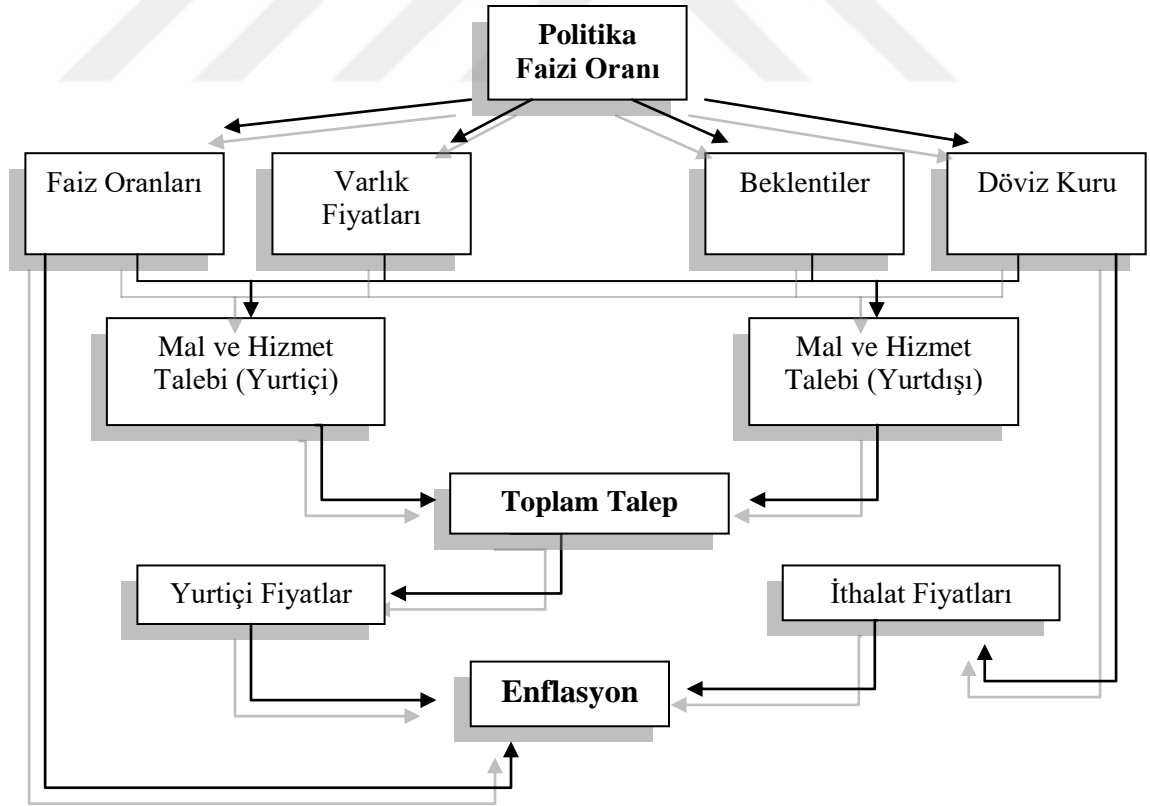 Politika
Faizi Oranı
Faiz Oranları
Varlık
Fiyatları
Beklentiler
Döviz Kuru
Mal ve Hizmet
Talebi (Yurtiçi)
Mal ve Hizmet
Talebi (Yurtdışı)
Toplam Talep
Yurtiçi Fiyatlar
İthalat Fiyatları
Enflasyon